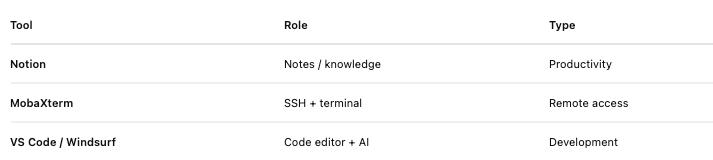 Tool Role Type
Notion Notes / knowledge Productivity
MobaXterm SSH + terminal Remote access
VS Code / Windsurf Code editor + AI Development